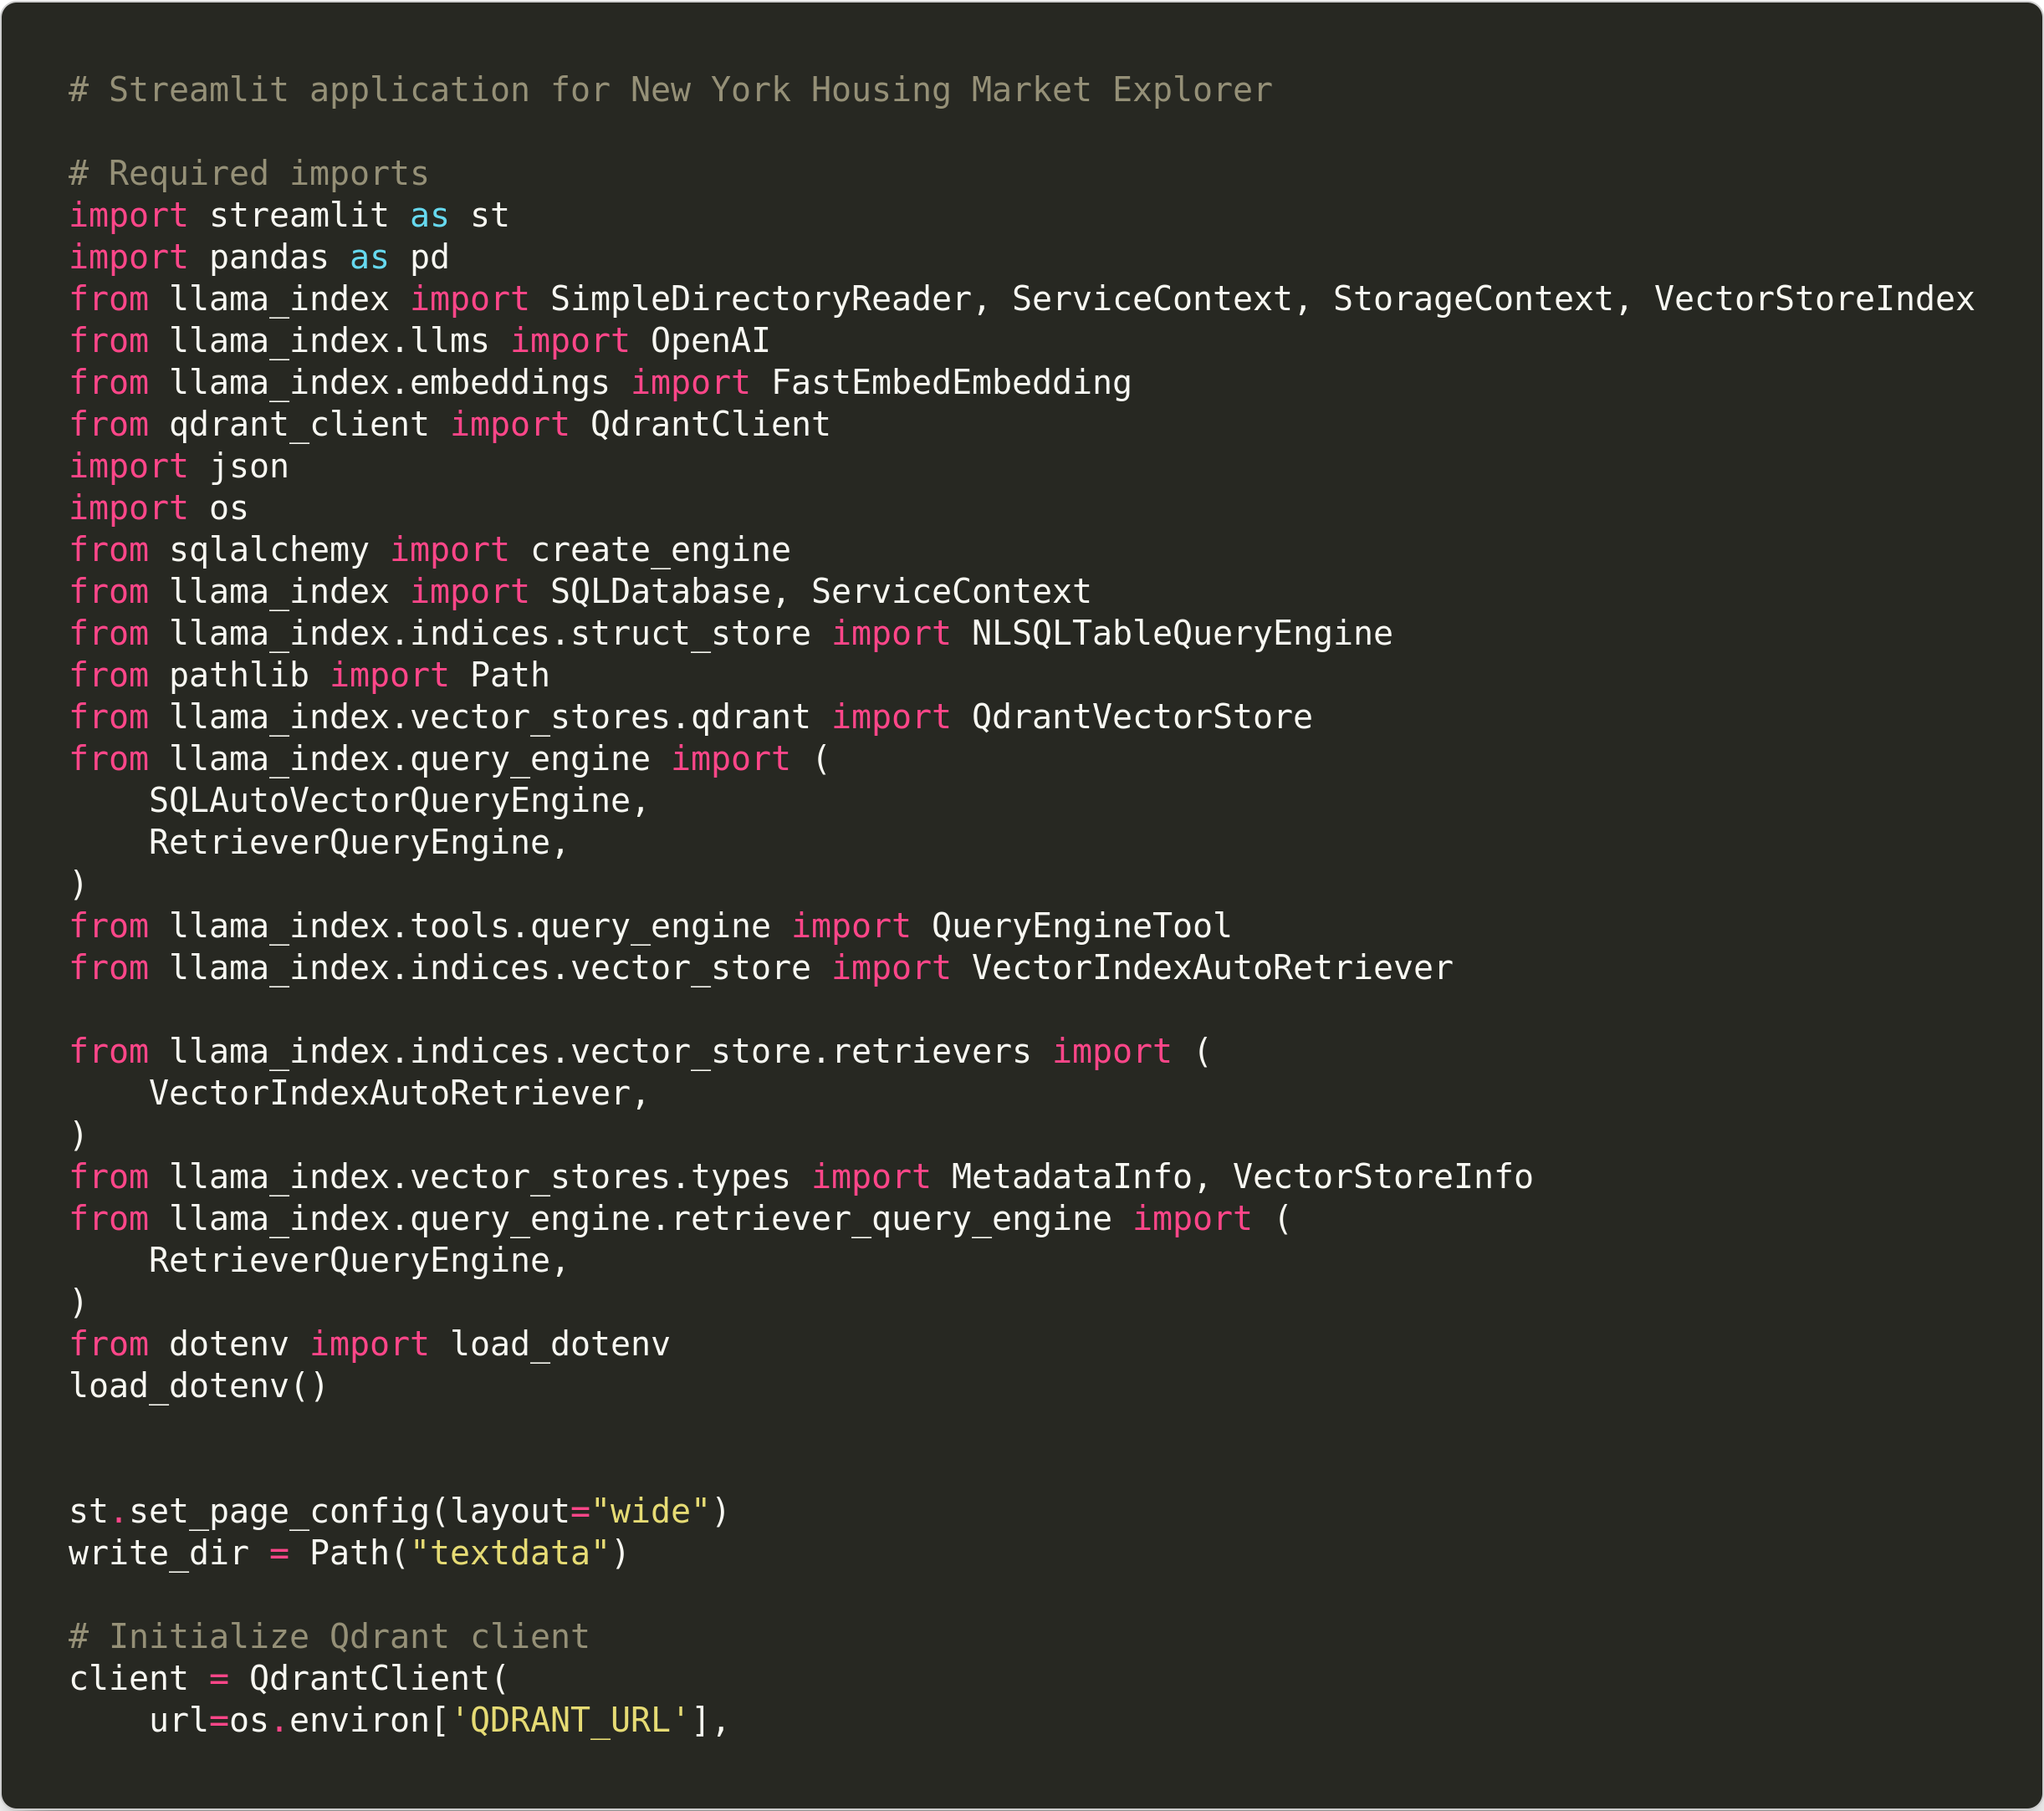 # Streamlit application for New York Housing Market Explorer

# Required imports
import streamlit as st
import pandas as pd
from llama_index import SimpleDirectoryReader, ServiceContext, StorageContext, VectorStoreIndex
from llama_index.llms import OpenAI
from llama_index.embeddings import FastEmbedEmbedding
from qdrant_client import QdrantClient
import json
import os
from sqlalchemy import create_engine
from llama_index import SQLDatabase, ServiceContext
from llama_index.indices.struct_store import NLSQLTableQueryEngine
from pathlib import Path
from llama_index.vector_stores.qdrant import QdrantVectorStore
from llama_index.query_engine import (
    SQLAutoVectorQueryEngine,
    RetrieverQueryEngine,
)
from llama_index.tools.query_engine import QueryEngineTool
from llama_index.indices.vector_store import VectorIndexAutoRetriever

from llama_index.indices.vector_store.retrievers import (
    VectorIndexAutoRetriever,
)
from llama_index.vector_stores.types import MetadataInfo, VectorStoreInfo
from llama_index.query_engine.retriever_query_engine import (
    RetrieverQueryEngine,
)
from dotenv import load_dotenv
load_dotenv()


st.set_page_config(layout="wide")
write_dir = Path("textdata")

# Initialize Qdrant client
client = QdrantClient(
    url=os.environ['QDRANT_URL'],